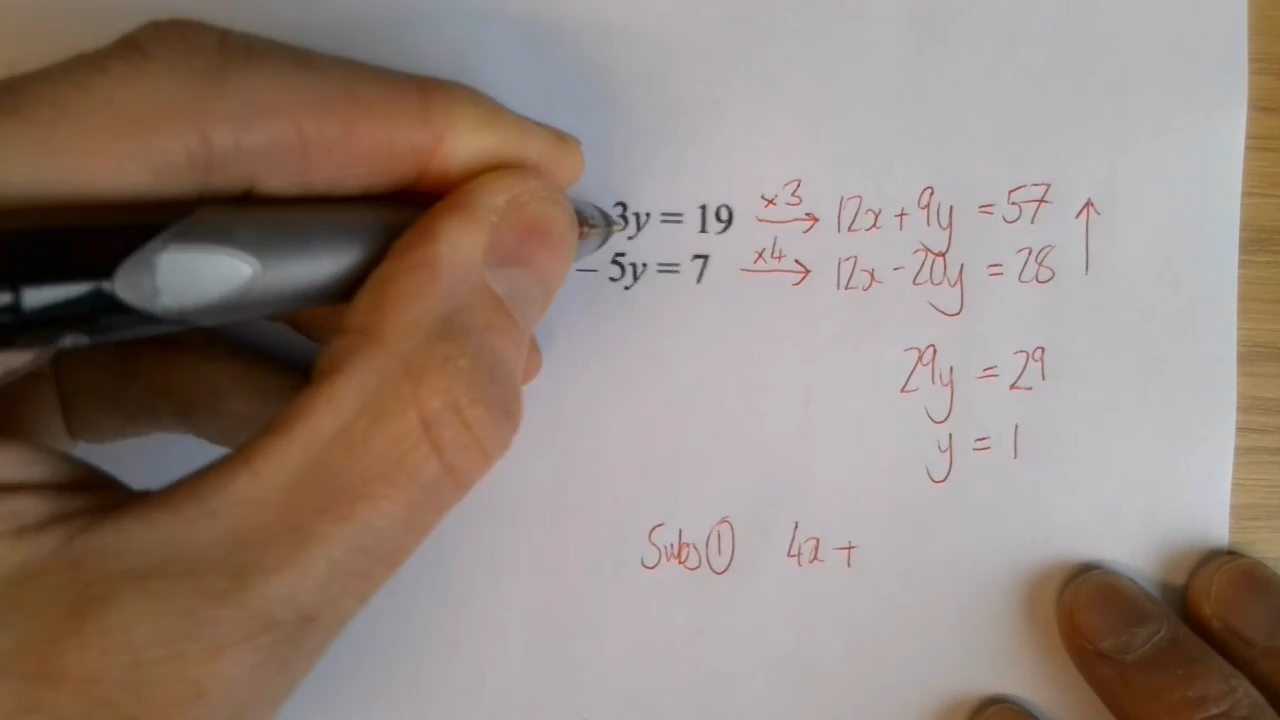 3y = 19 ×3 → 12x + 9y = 57 ↑
– 5y = 7 ×4 → 12x - 20y = 28
29y = 29
y = 1
Subs ① 4x +